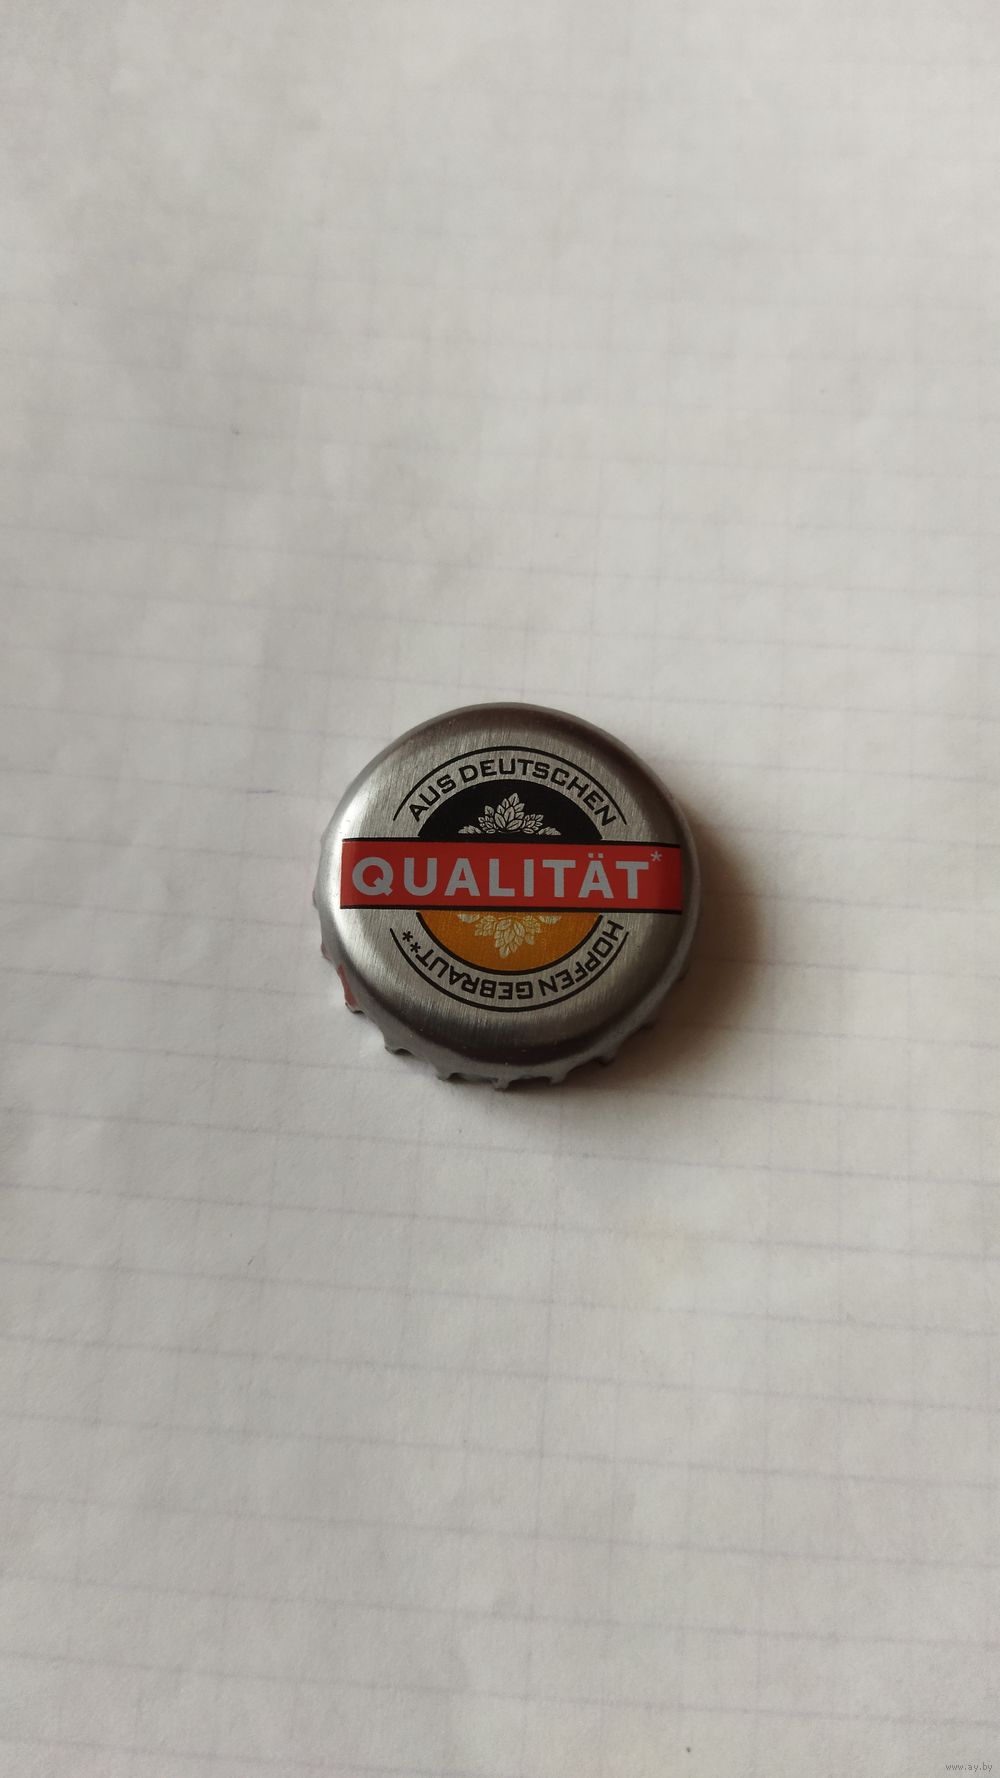 AUS DEUTSCHEN
QUALITÄT*
HOPFEN GEBRAUT**
www.ay.by